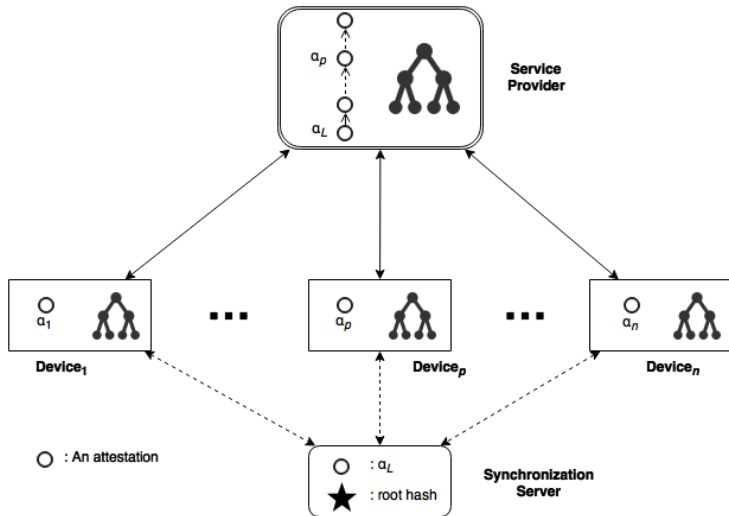 α_p
α_L
Service
Provider
α_1
α_p
α_n
Device_1
Device_p
Device_n
: An attestation
: α_L
: root hash
Synchronization
Server